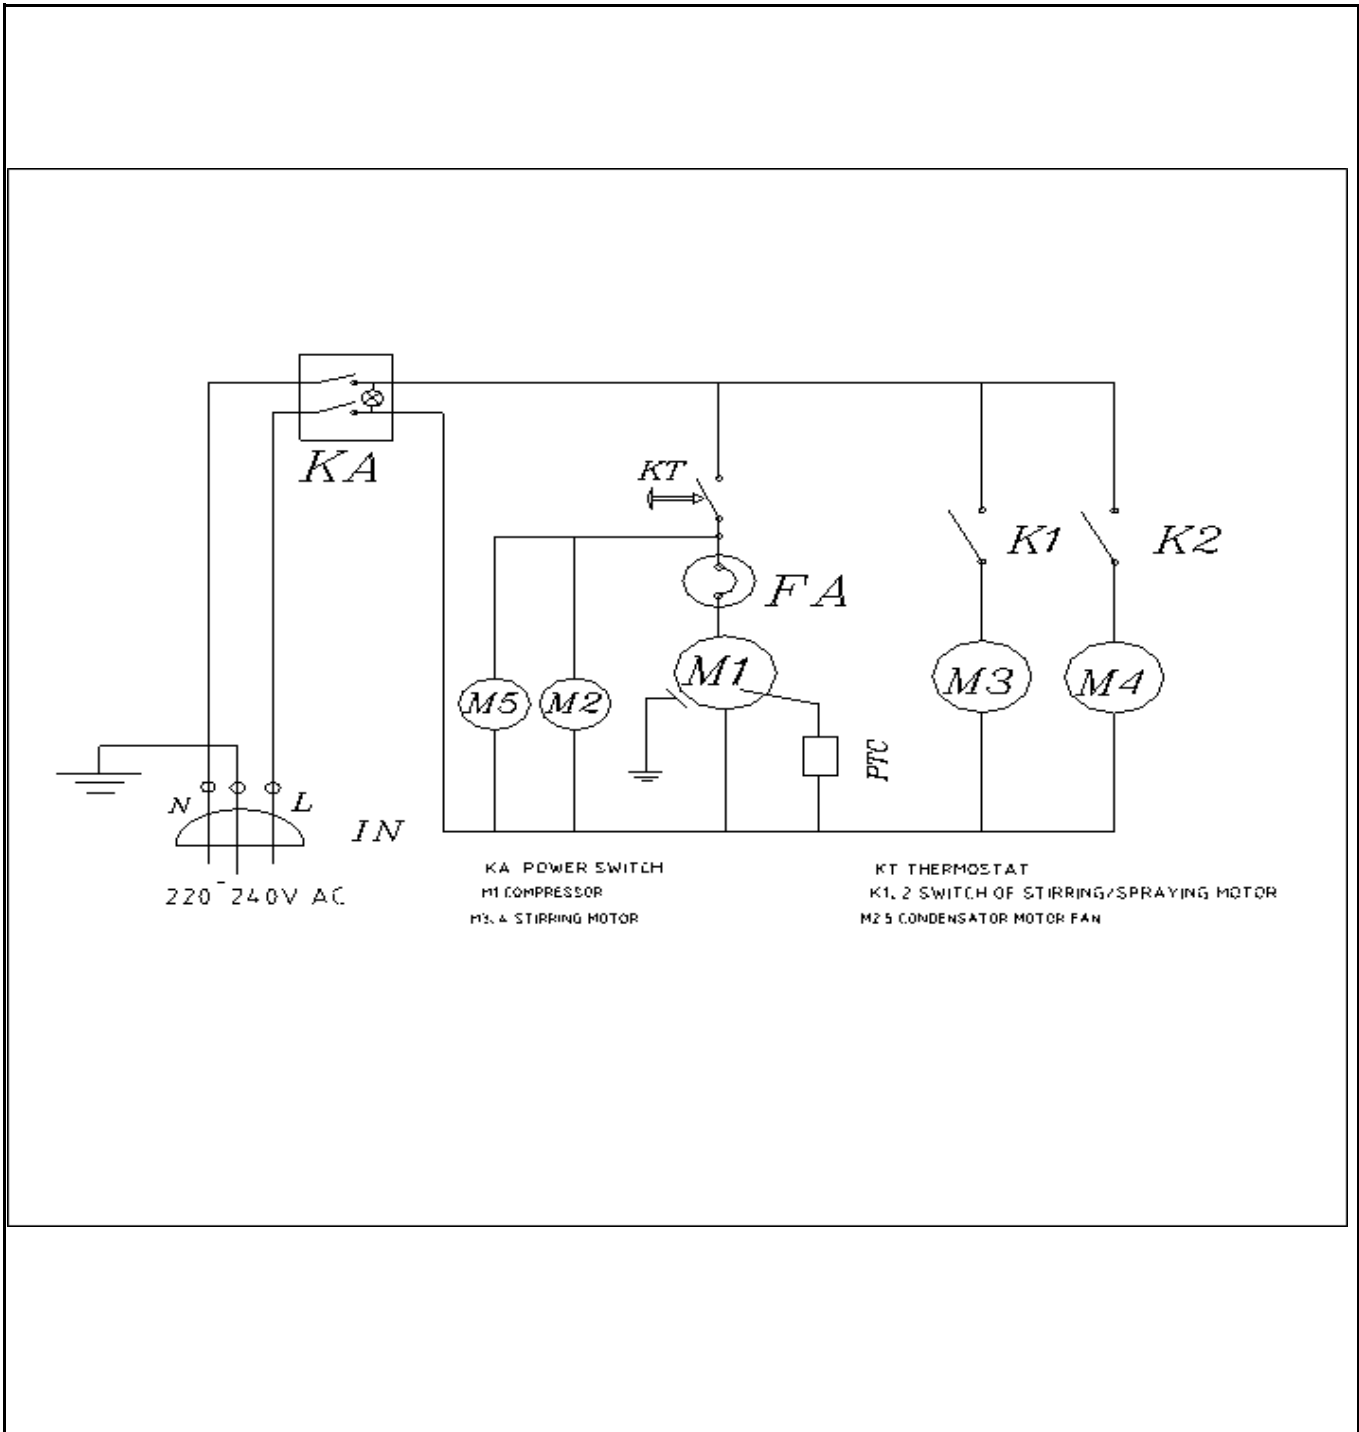 KA
KT
K1
K2
FA
M1
M3
M4
M5
M2
PTC
N
L
IN
220~240V AC
KA POWER SWITCH
M1 COMPRESSOR
M3, 4 STIRRING MOTOR
KT THERMOSTAT
K1, 2 SWITCH OF STIRRING/SPRAYING MOTOR
M2 5 CONDENSATOR MOTOR FAN